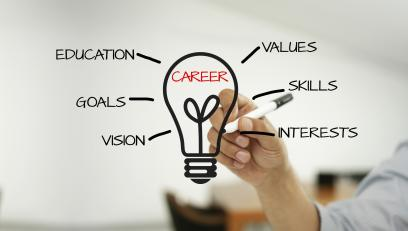 EDUCATION
VALUES
CAREER
GOALS
SKILLS
VISION
INTERESTS